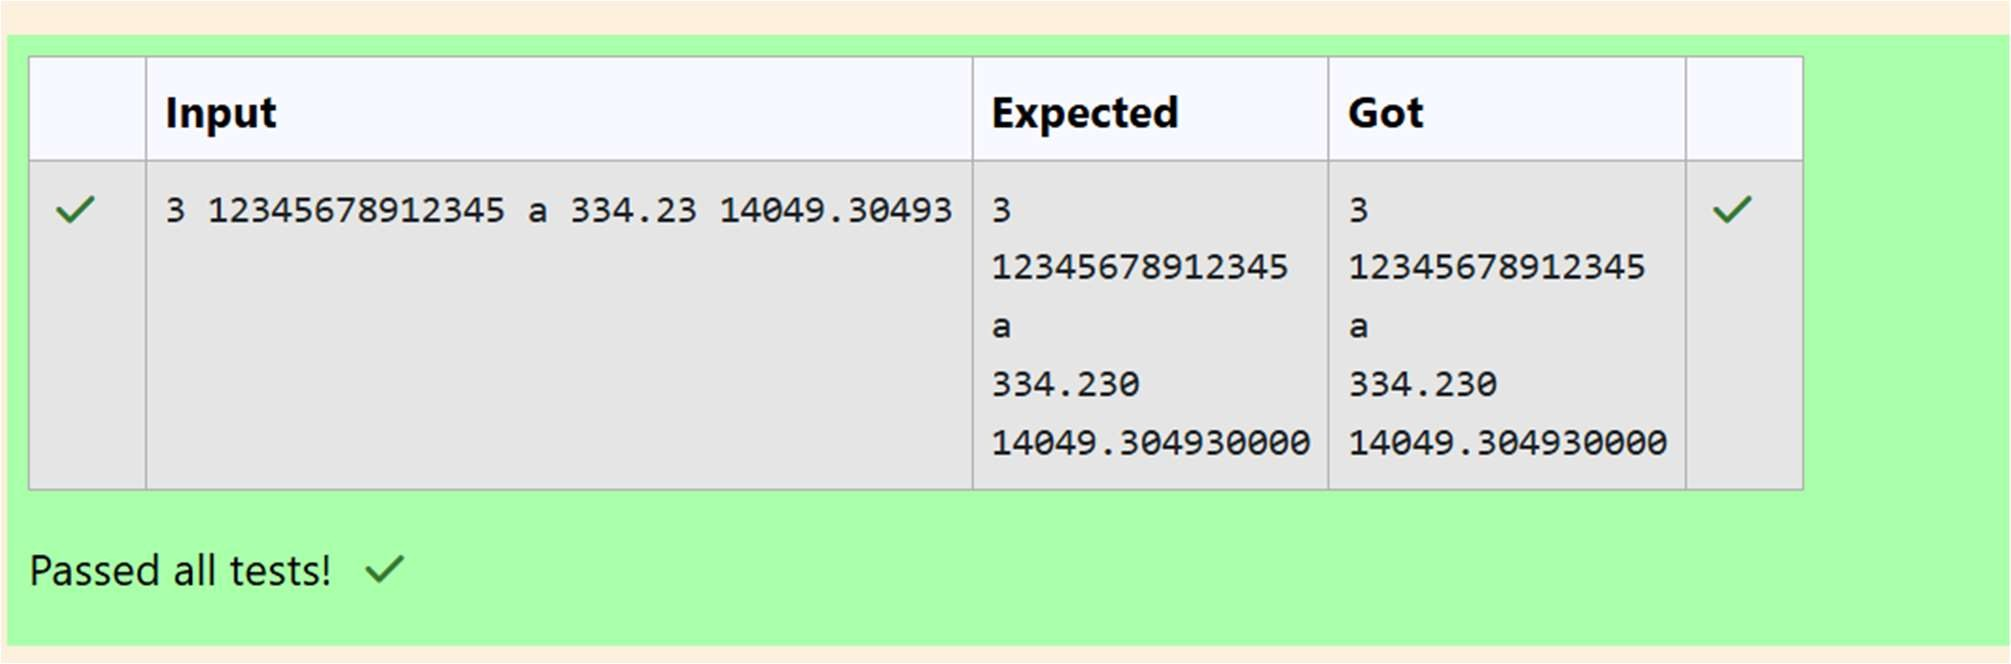 Input Expected Got
3 12345678912345 a 334.23 14049.30493 3 3
12345678912345 12345678912345
a a
334.230 334.230
14049.304930000 14049.304930000
Passed all tests!